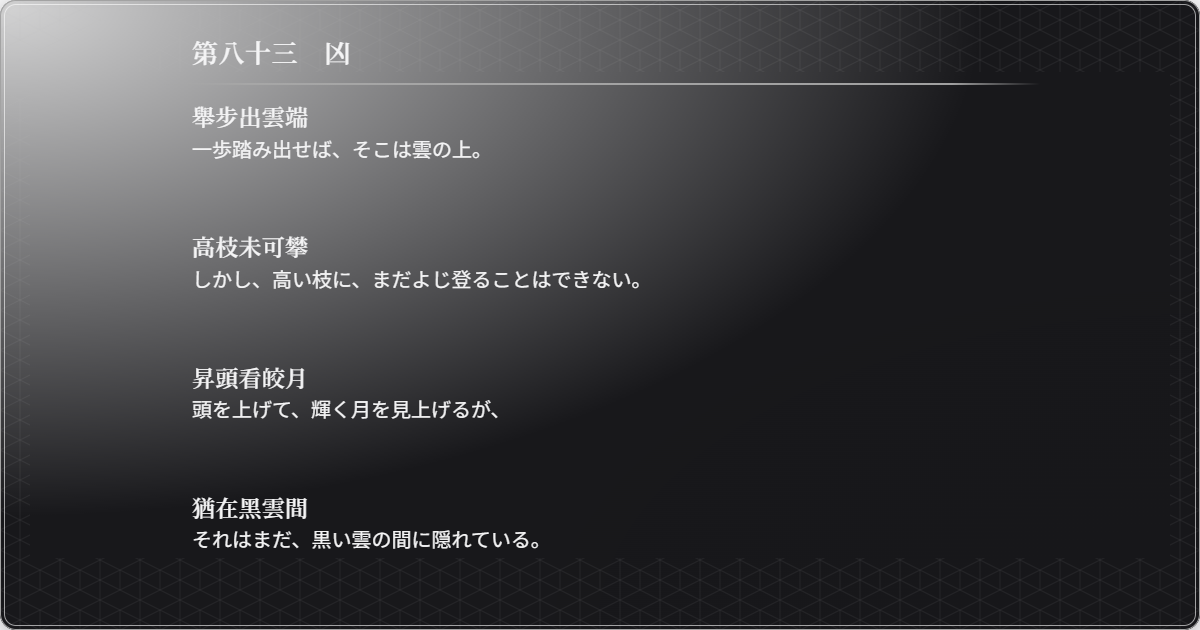 第八十三　凶
舉步出雲端
一歩踏み出せば、そこは雲の上。
高枝未可攀
しかし、高い枝に、まだよじ登ることはできない。
昇頭看皎月
頭を上げて、輝く月を見上げるが、
猶在黑雲間
それはまだ、黒い雲の間に隠れている。